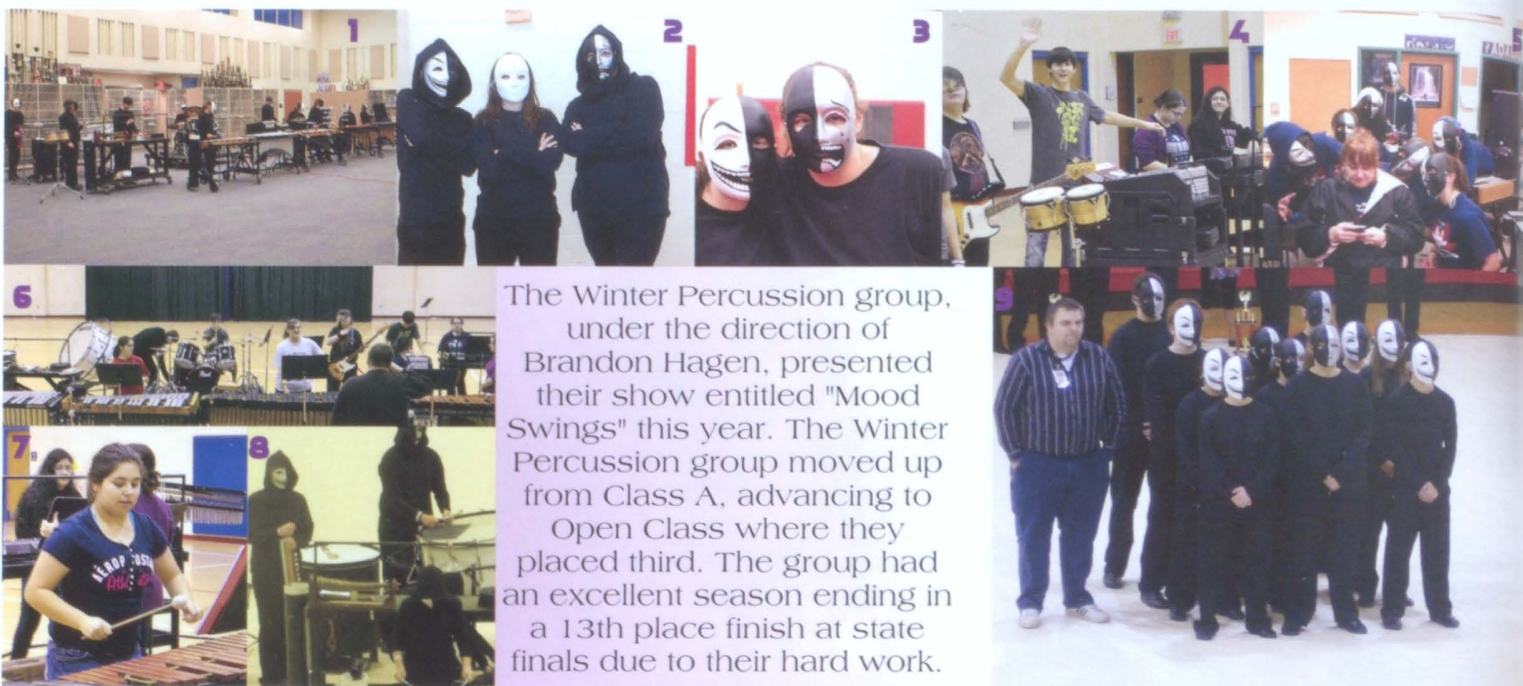 1
2
3
4
5
EXIT
6
7
8
9
AEROPOSTA
The Winter Percussion group,
under the direction of
Brandon Hagen, presented
their show entitled "Mood
Swings" this year. The Winter
Percussion group moved up
from Class A, advancing to
Open Class where they
placed third. The group had
an excellent season ending in
a 13th place finish at state
finals due to their hard work.